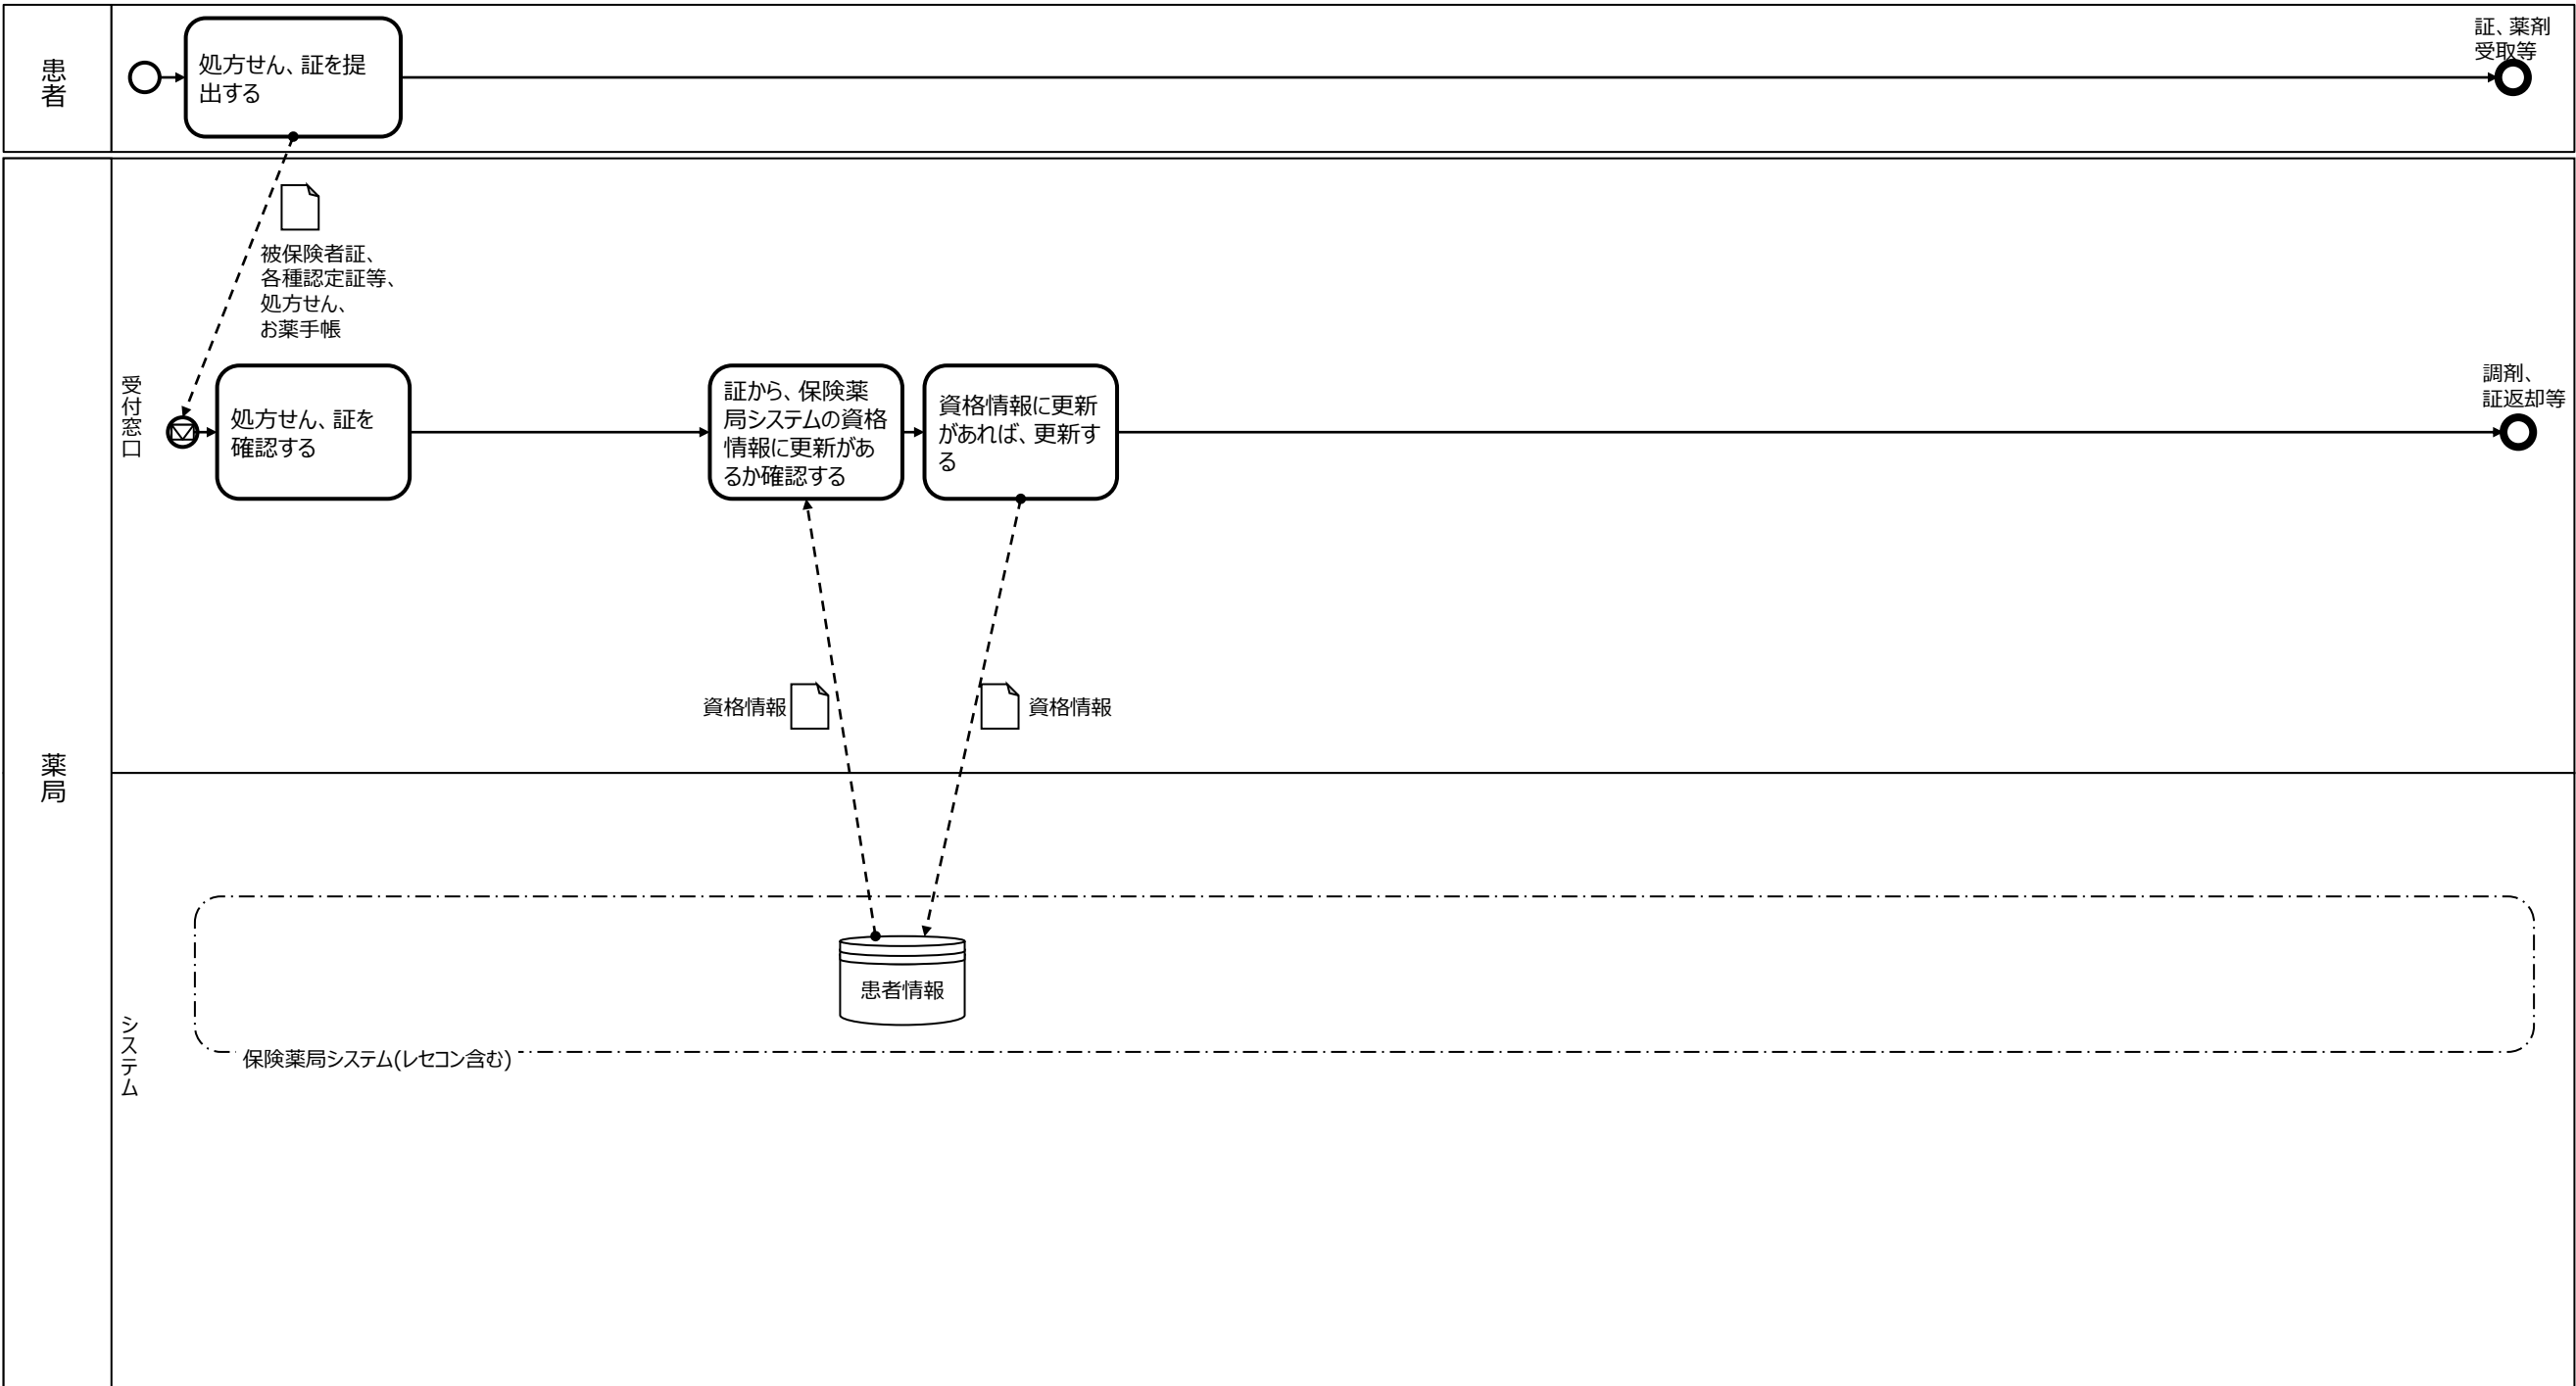 患者
処方せん、証を提
出する
証、薬剤
受取等
被保険者証、
各種認定証等、
処方せん、
お薬手帳
薬局
受付窓口
処方せん、証を
確認する
証から、保険薬
局システムの資格
情報に更新があ
るか確認する
資格情報に更新
があれば、更新す
る
調剤、
証返却等
資格情報
資格情報
システム
患者情報
保険薬局システム(レセコン含む)